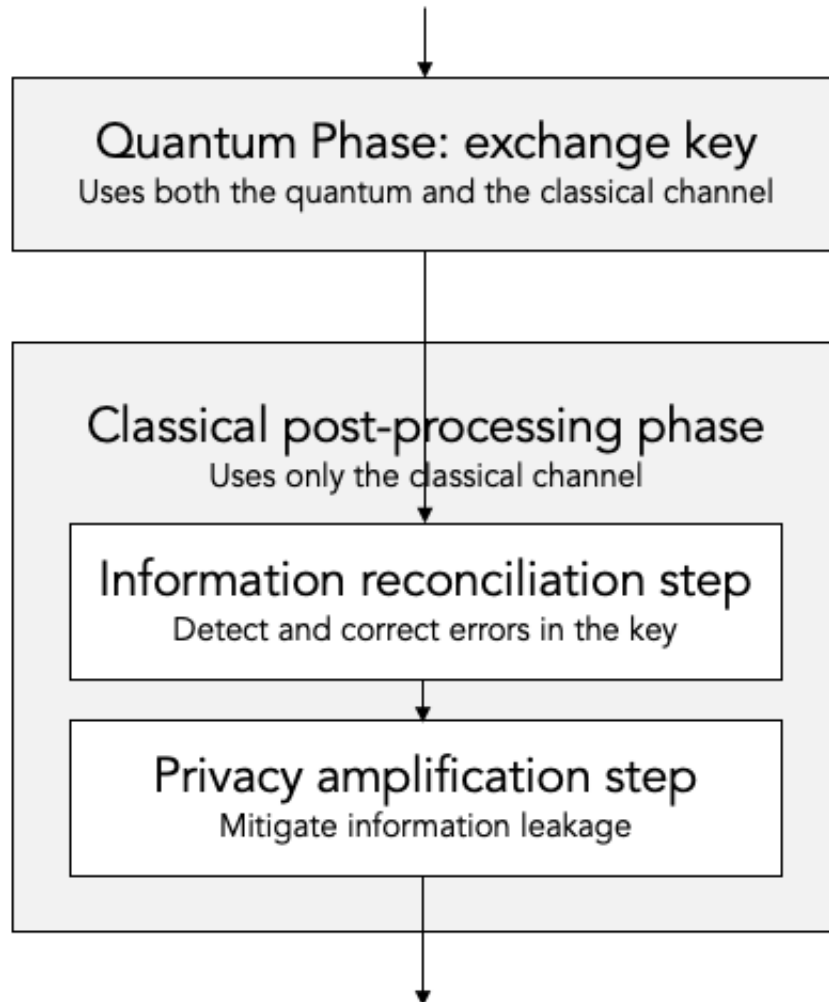 Quantum Phase: exchange key
Uses both the quantum and the classical channel
Classical post-processing phase
Uses only the classical channel
Information reconciliation step
Detect and correct errors in the key
Privacy amplification step
Mitigate information leakage